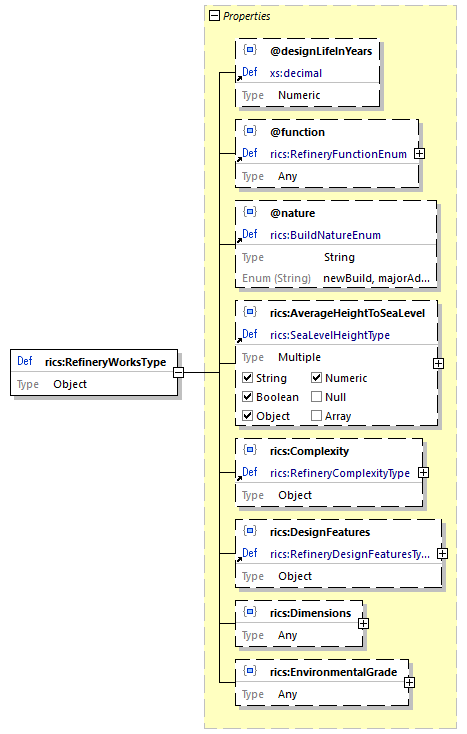 Properties
@designLifeInYears
Def xs:decimal
Type Numeric
@function
Def rics:RefineryFunctionEnum
Type Any
@nature
Def rics:BuildNatureEnum
Type String
Enum (String) newBuild, majorAd...
rics:AverageHeightToSeaLevel
Def rics:SeaLevelHeightType
Type Multiple
String Numeric
Boolean Null
Object Array
Def rics:RefineryWorksType
Type Object
rics:Complexity
Def rics:RefineryComplexityType
Type Object
rics:DesignFeatures
Def rics:RefineryDesignFeaturesTy...
Type Object
rics:Dimensions
Type Any
rics:EnvironmentalGrade
Type Any